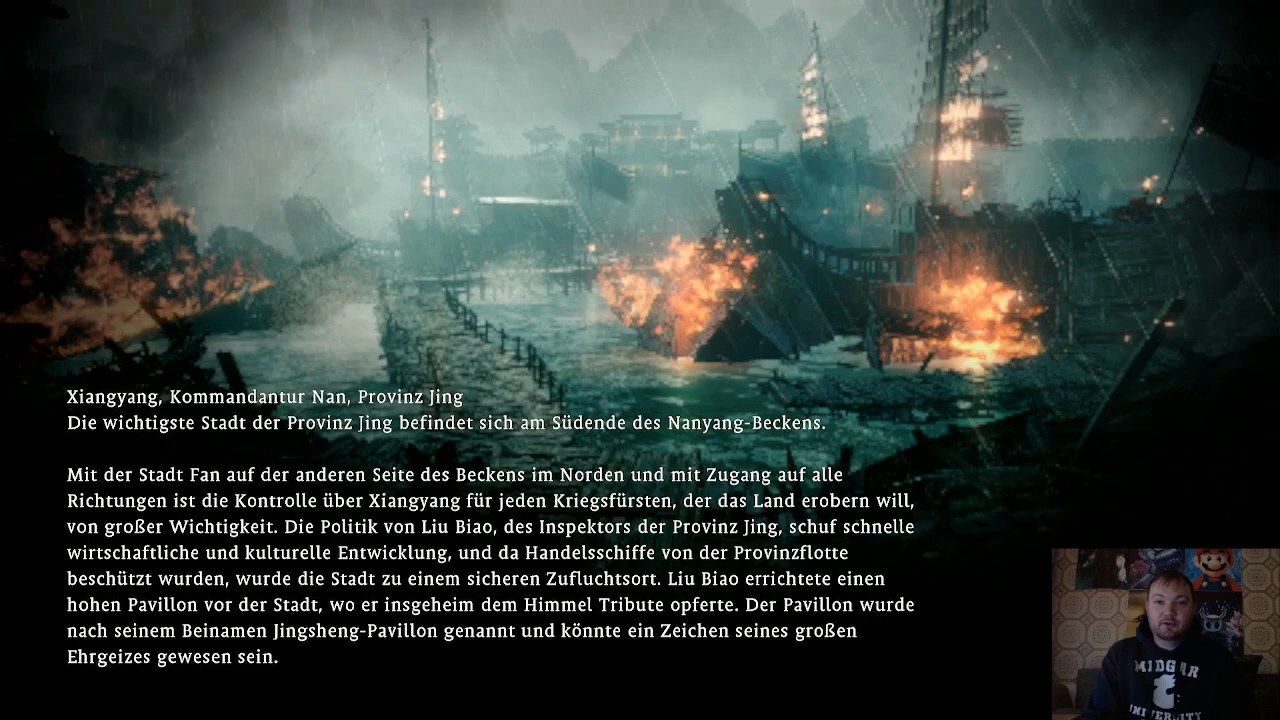 Xiangyang, Kommandantur Nan, Provinz Jing
Die wichtigste Stadt der Provinz Jing befindet sich am Südende des Nanyang-Beckens.
Mit der Stadt Fan auf der anderen Seite des Beckens im Norden und mit Zugang auf alle
Richtungen ist die Kontrolle über Xiangyang für jeden Kriegsfürsten, der das Land erobern will,
von großer Wichtigkeit. Die Politik von Liu Biao, des Inspektors der Provinz Jing, schuf schnelle
wirtschaftliche und kulturelle Entwicklung, und da Handelsschiffe von der Provinzflotte
beschützt wurden, wurde die Stadt zu einem sicheren Zufluchtsort. Liu Biao errichtete einen
hohen Pavillon vor der Stadt, wo er insgeheim dem Himmel Tribute opferte. Der Pavillon wurde
nach seinem Beinamen Jingsheng-Pavillon genannt und könnte ein Zeichen seines großen
Ehrgeizes gewesen sein.
MIDGAR
UNIVERSITY